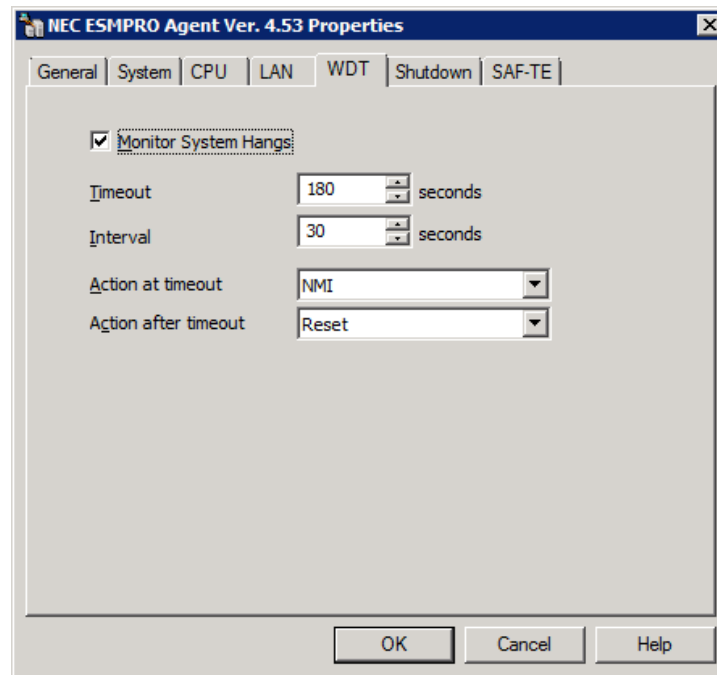 NEC ESMPRO Agent Ver. 4.53 Properties
General System CPU LAN WDT Shutdown SAF-TE
Monitor System Hangs
Timeout 180 seconds
Interval 30 seconds
Action at timeout NMI
Action after timeout Reset
OK Cancel Help